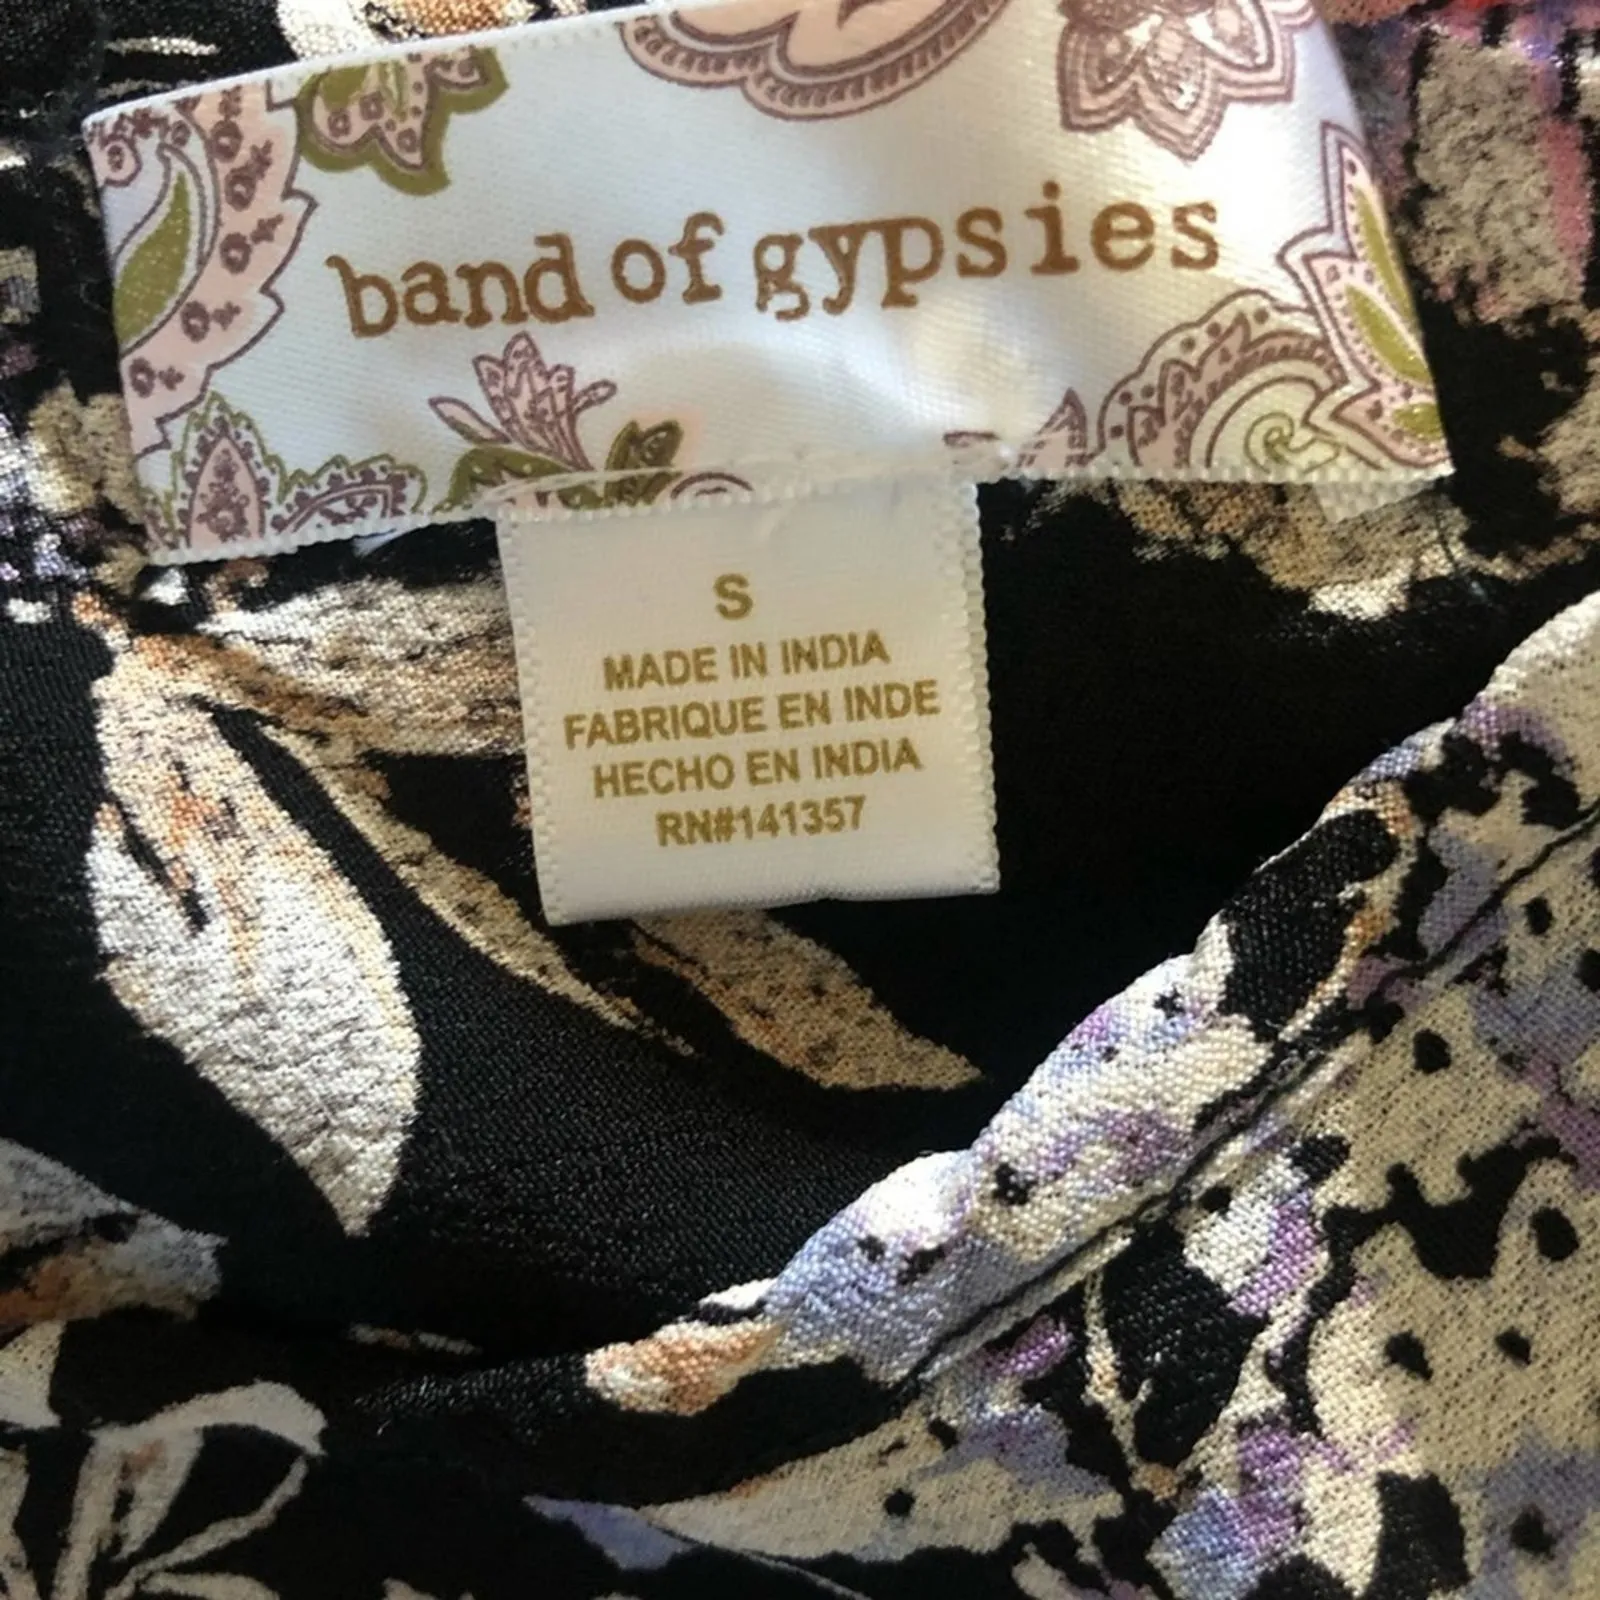 band of gypsies
S
MADE IN INDIA
FABRIQUE EN INDE
HECHO EN INDIA
RN#141357